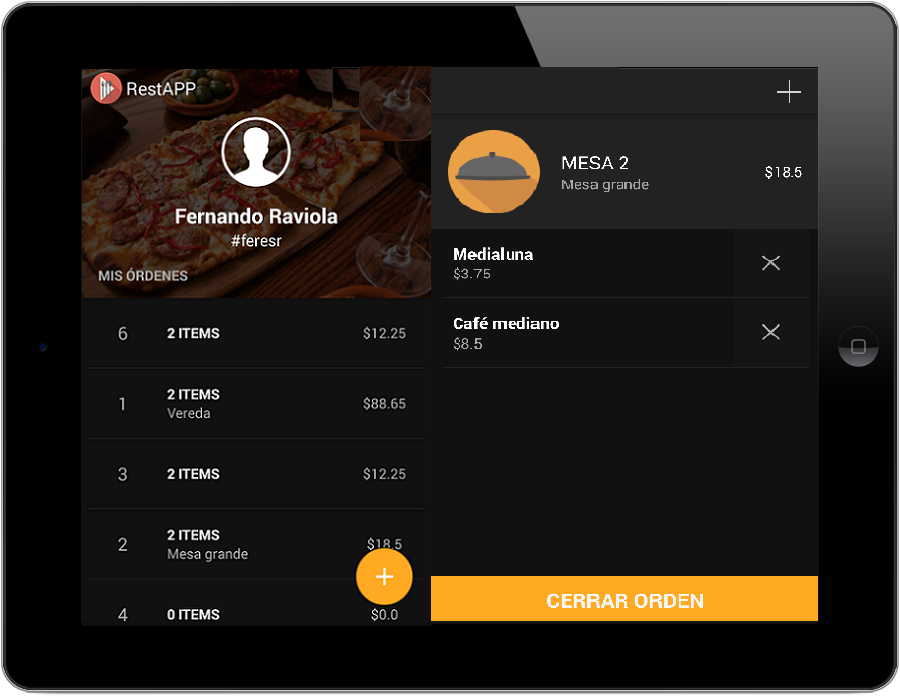 RestAPP
Fernando Raviola
#feresr
MIS ÓRDENES
6 2 ITEMS $12.25
1 2 ITEMS $88.65
Vereda
3 2 ITEMS $12.25
2 2 ITEMS $18.5
Mesa grande
4 0 ITEMS $0.0
MESA 2 $18.5
Mesa grande
Medialuna
$3.75
Café mediano
$8.5
CERRAR ORDEN